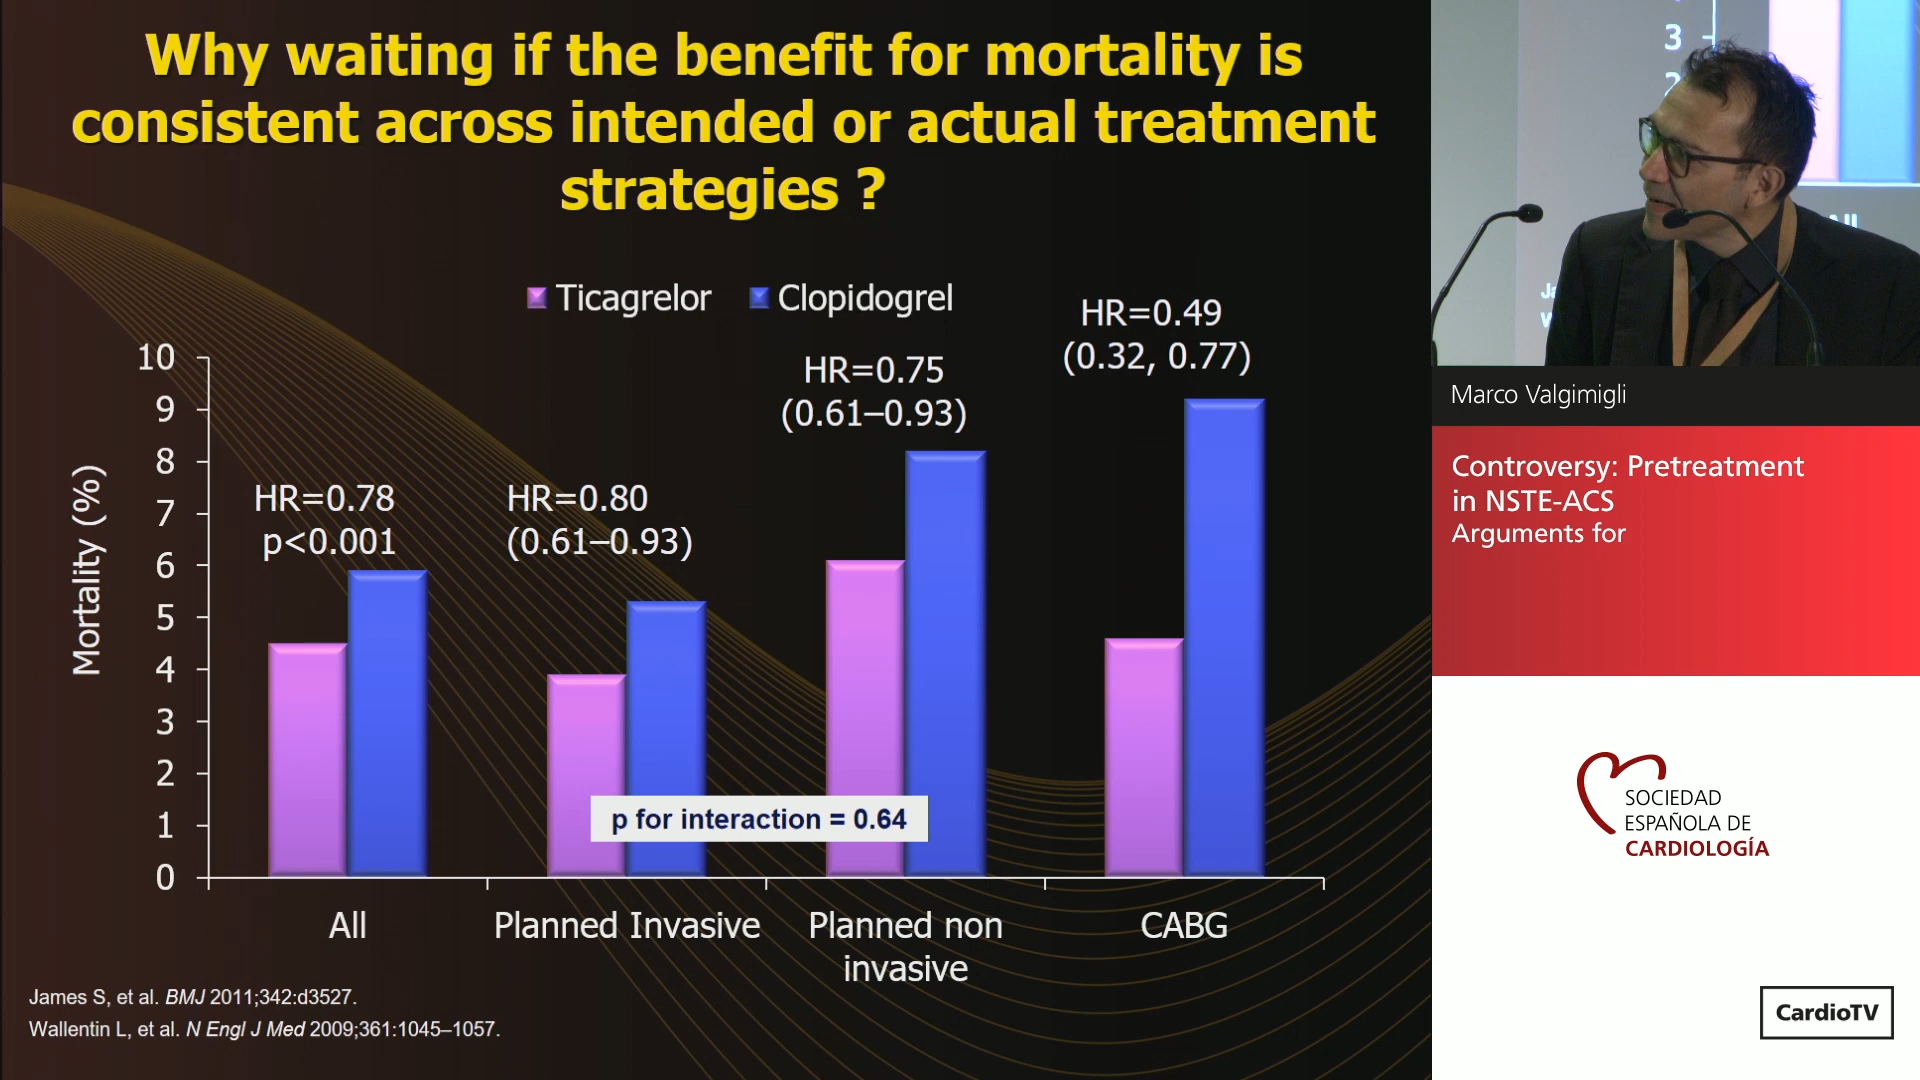 Why waiting if the benefit for mortality is
consistent across intended or actual treatment
strategies ?
Ticagrelor
Clopidogrel
HR=0.49
(0.32, 0.77)
HR=0.75
(0.61–0.93)
HR=0.78
p<0.001
HR=0.80
(0.61–0.93)
Mortality (%)
10
9
8
7
6
5
4
3
2
1
0
p for interaction = 0.64
All
Planned Invasive
Planned non
invasive
CABG
James S, et al. BMJ 2011;342:d3527.
Wallentin L, et al. N Engl J Med 2009;361:1045–1057.
3
Marco Valgimigli
Controversy: Pretreatment
in NSTE-ACS
Arguments for
SOCIEDAD
ESPAÑOLA DE
CARDIOLOGÍA
CardioTV